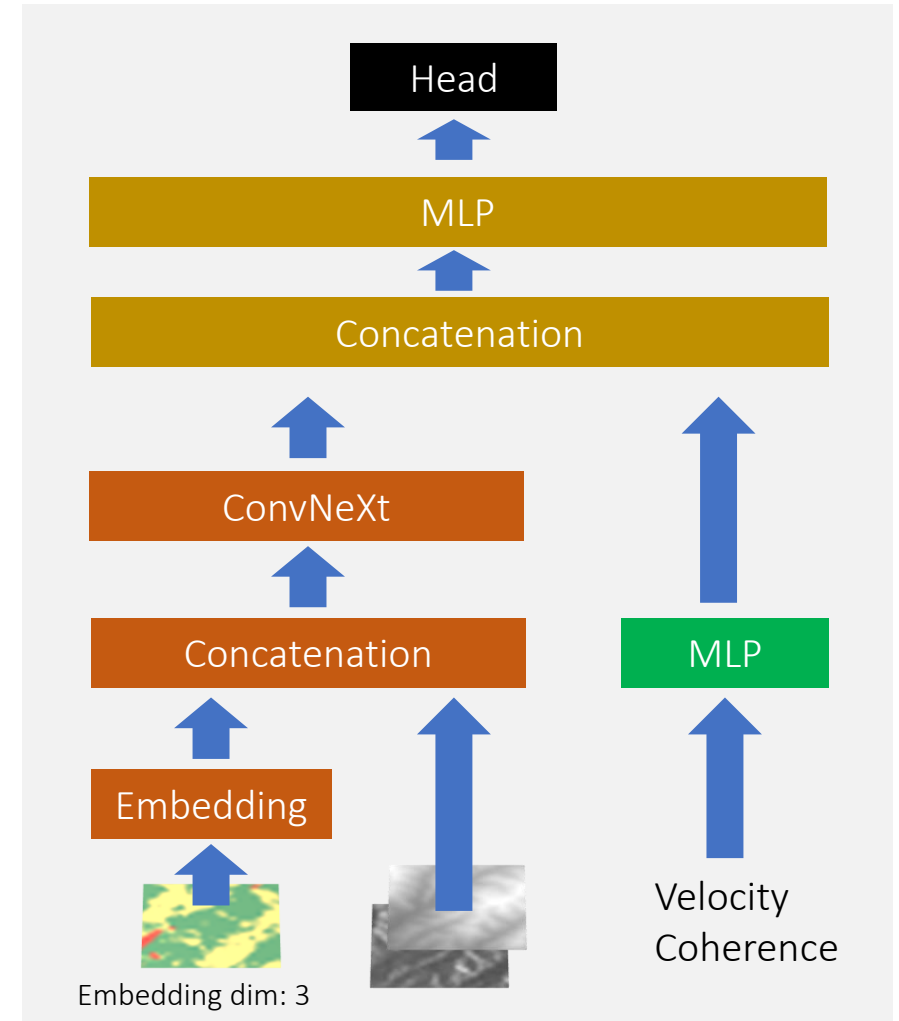 Head
MLP
Concatenation
ConvNeXt
Concatenation
MLP
Embedding
Velocity
Coherence
Embedding dim: 3